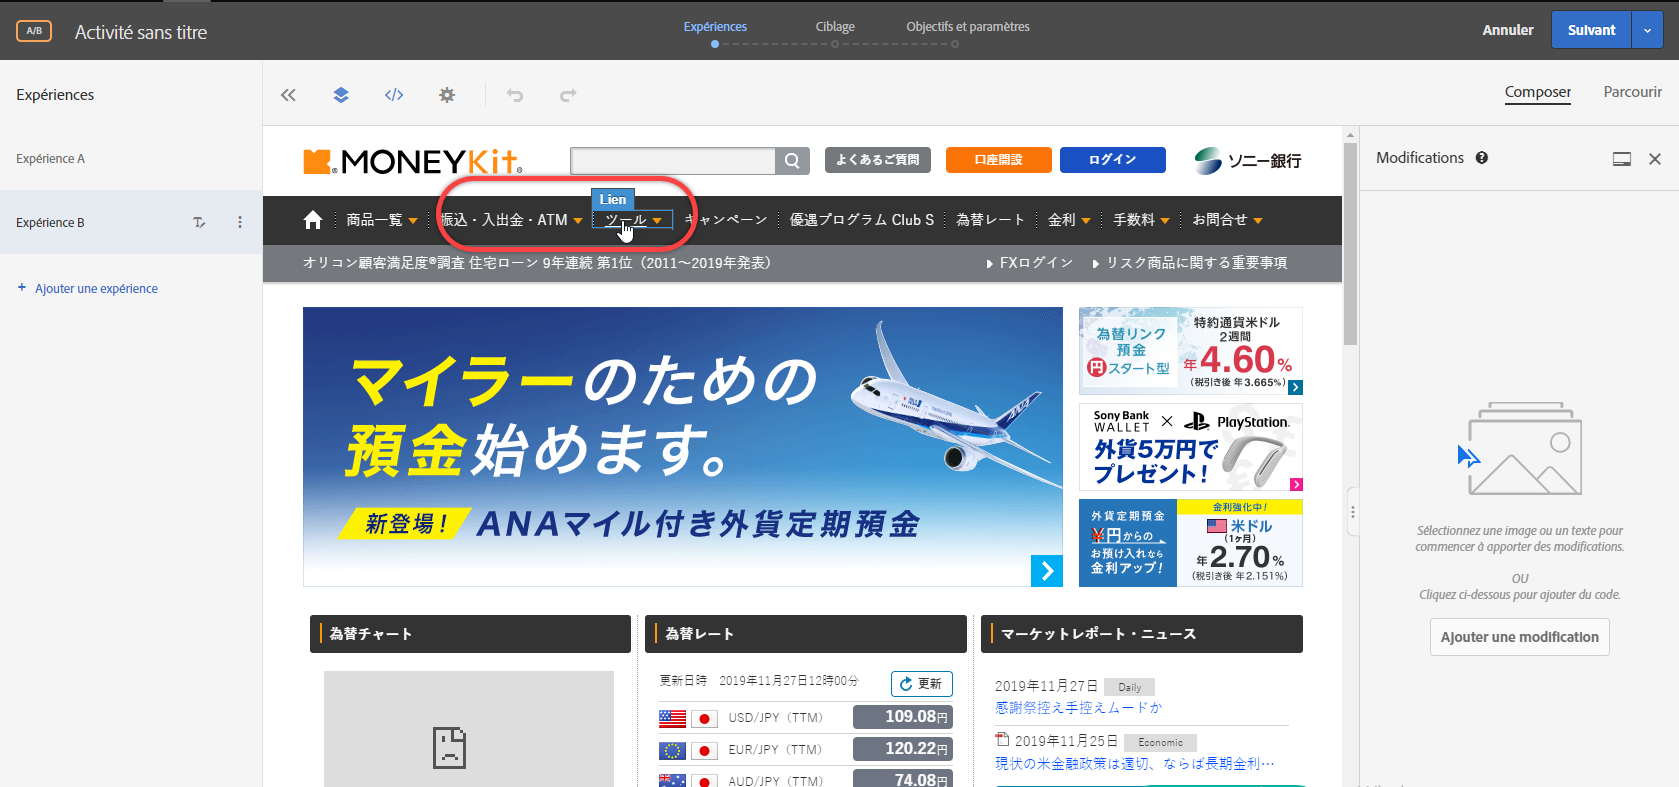 A/B
Activité sans titre
Expériences
Ciblage
Objectifs et paramètres
Annuler
Suivant
Expériences
Composer
Parcourir
Expérience A
Expérience B
+ Ajouter une expérience
MONEYKit
よくあるご質問
口座開設
ログイン
ソニー銀行
Lien
商品一覧
振込・入出金・ATM
ツール
キャンペーン
優遇プログラム Club S
為替レート
金利
手数料
お問合せ
オリコン顧客満足度®調査 住宅ローン 9年連続 第1位（2011～2019年発表）
FXログイン
リスク商品に関する重要事項
マイラーのための
預金始めます。
新登場！
ANAマイル付き外貨定期預金
為替リンク
預金
円スタート型
特約通貨米ドル
2週間
年4.60%
（税引き後 年3.665%）
Sony Bank
WALLET
×
PlayStation.
外貨5万円で
プレゼント！
外貨定期預金
¥円からの
お預け入れなら
金利アップ！
金利強化中！
米ドル
（1ヶ月）
年2.70%
（税引き後 年2.151%）
為替チャート
為替レート
更新日時　2019年11月27日12時00分
更新
USD/JPY（TTM）
109.08円
EUR/JPY（TTM）
120.22円
AUD/JPY（TTM）
74.08円
マーケットレポート・ニュース
2019年11月27日
Daily
感謝祭控え手控えムードか
2019年11月25日
Economic
現状の米金融政策は適切、ならば長期金利…
Modifications
?
Sélectionnez une image ou un texte pour
commencer à apporter des modifications.
OU
Cliquez ci-dessous pour ajouter du code.
Ajouter une modification